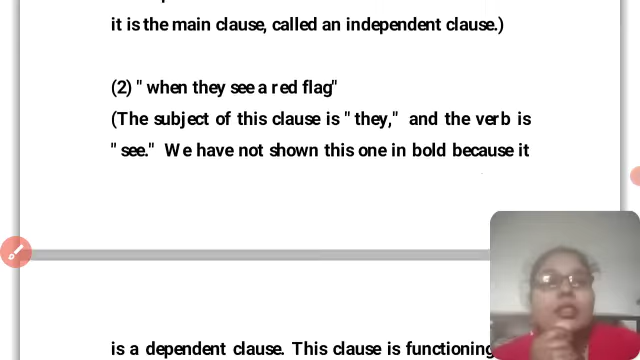 it is the main clause, called an independent clause.)
(2) " when they see a red flag"
(The subject of this clause is " they," and the verb is
" see." We have not shown this one in bold because it
is a dependent clause. This clause is functioning